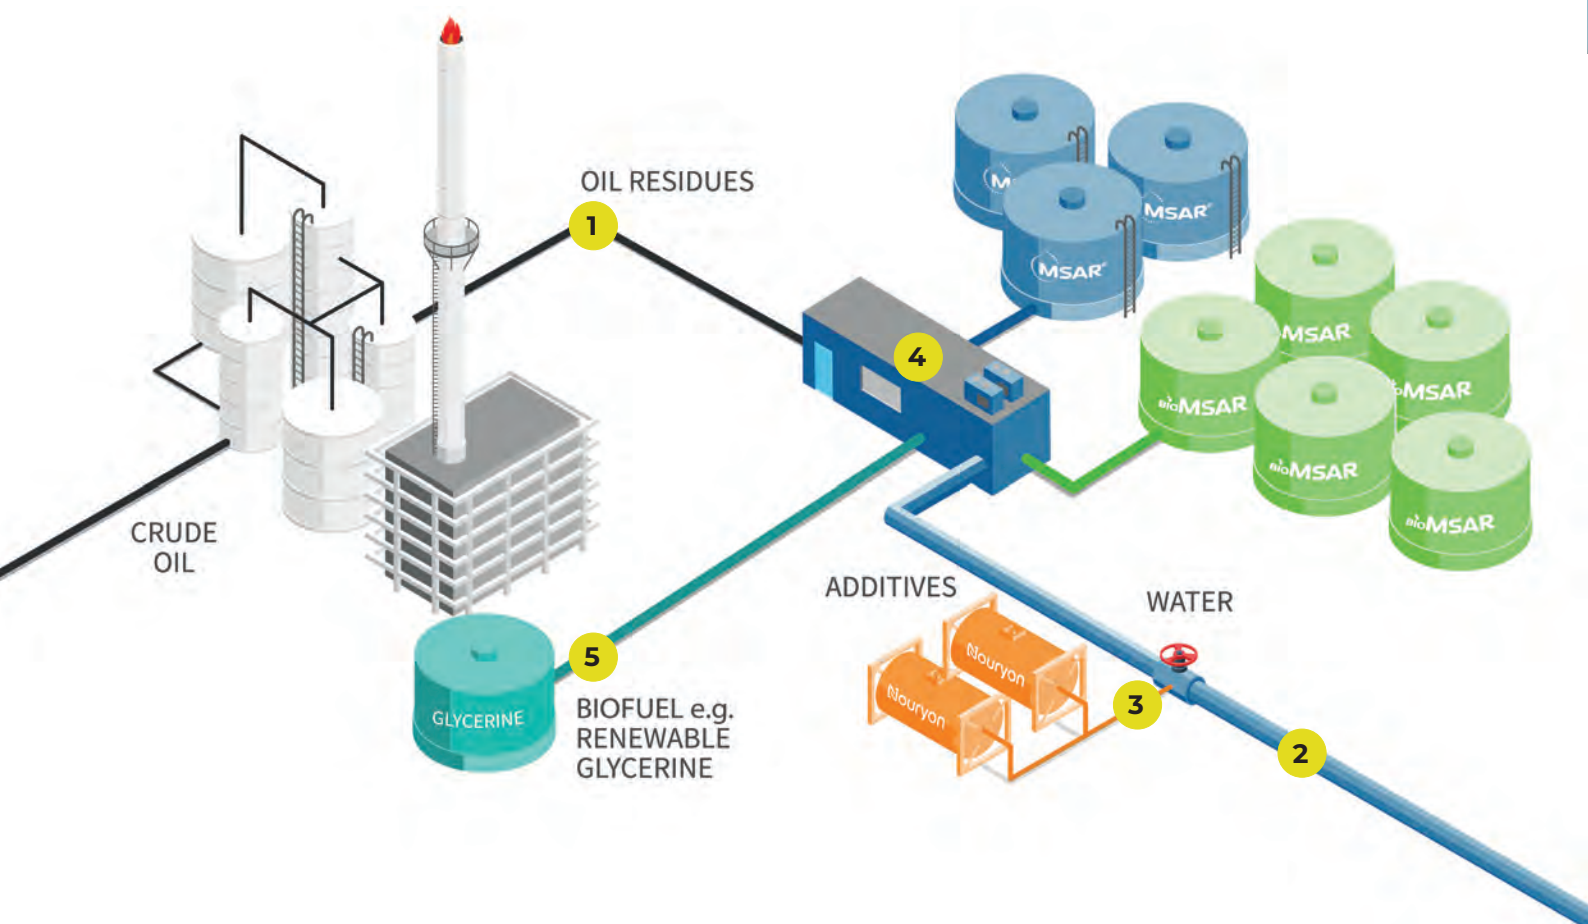 OIL RESIDUES
1
MSAR®
MSAR®
MSAR
4
BIOMSAR
BIOMSAR
BIOMSAR
BIOMSAR
CRUDE
OIL
ADDITIVES
WATER
Nouryon
Nouryon
5
GLYCERINE
BIOFUEL e.g.
RENEWABLE
GLYCERINE
3
2